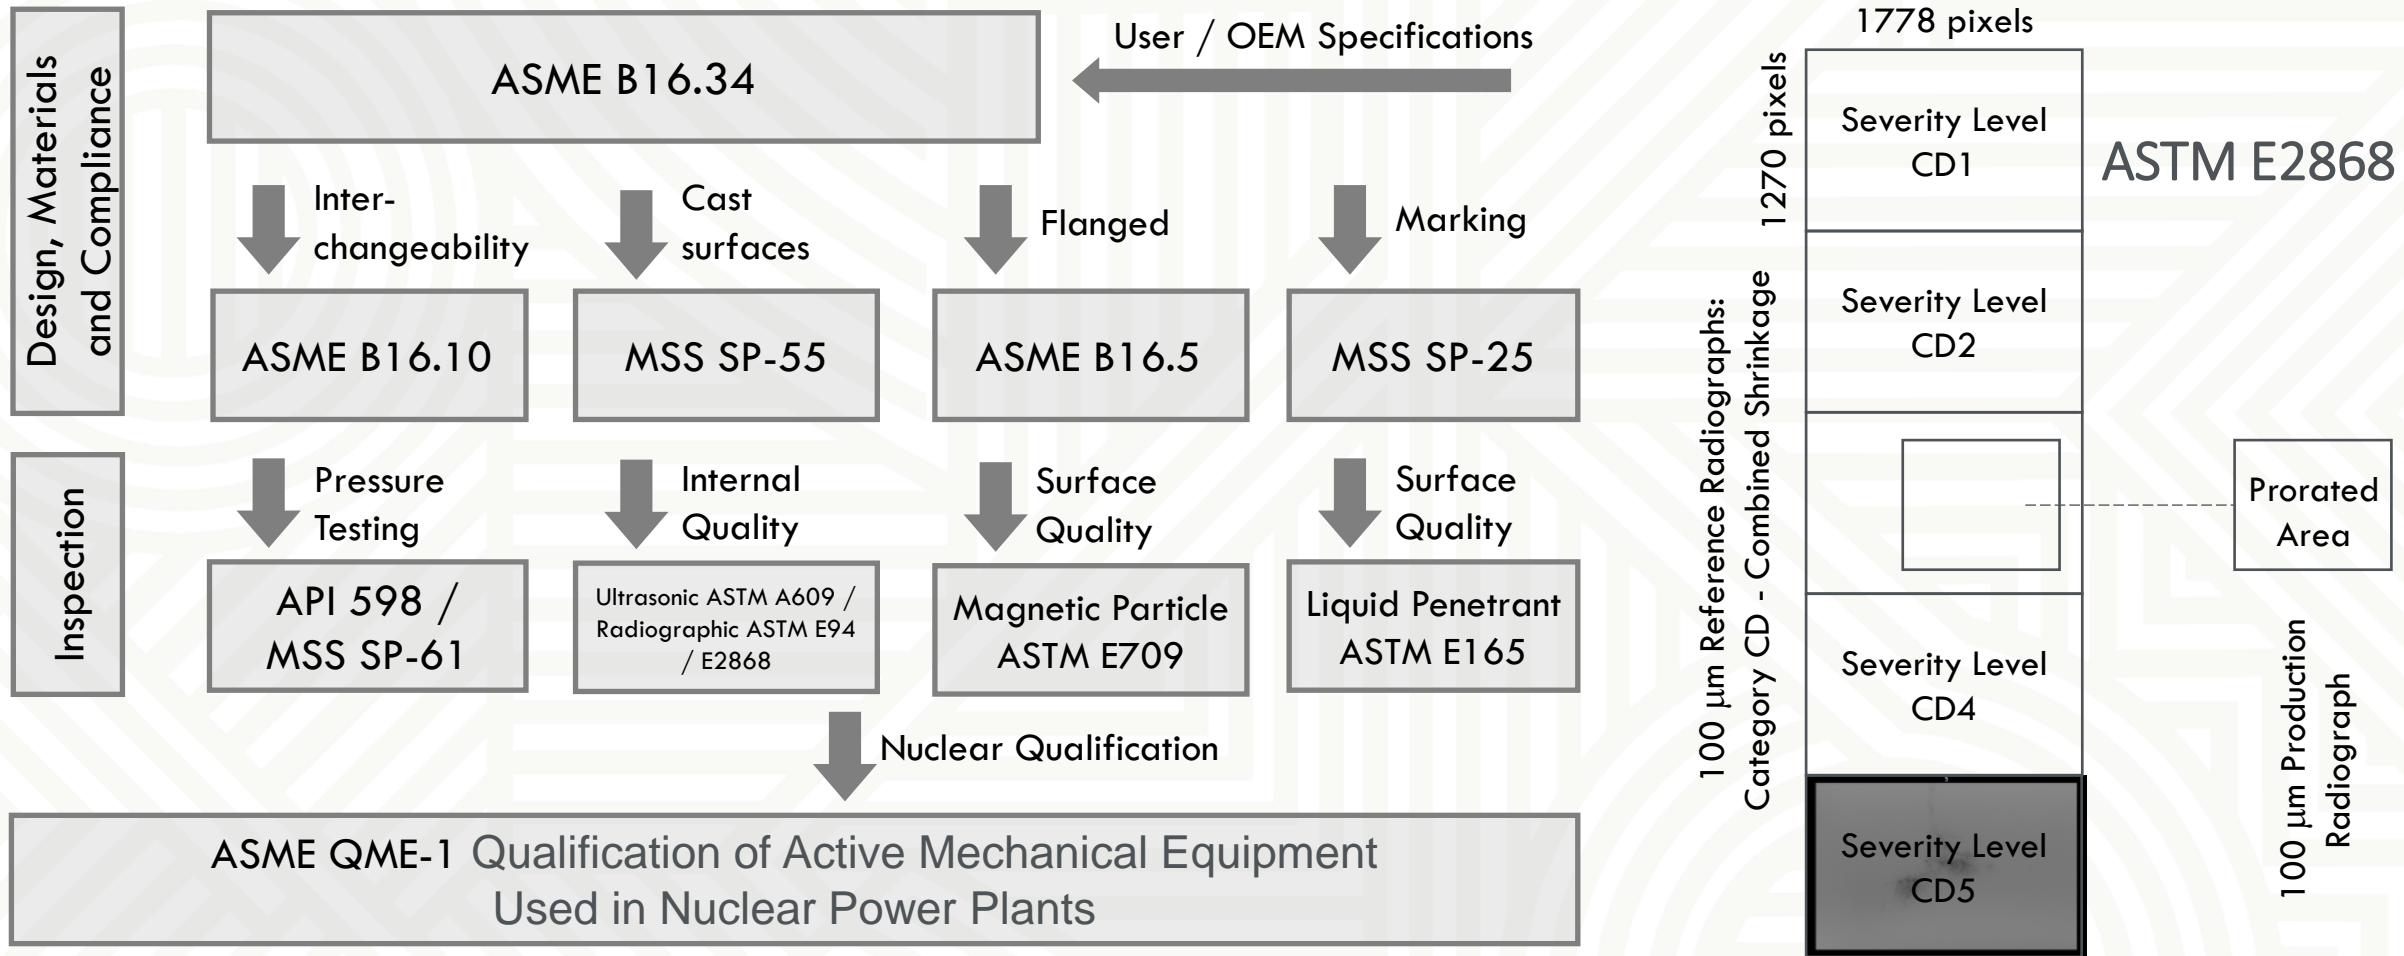 Design, Materials
and Compliance
ASME B16.34
User / OEM Specifications
Inter-
changeability
Cast
surfaces
Flanged
Marking
ASME B16.10
MSS SP-55
ASME B16.5
MSS SP-25
Inspection
Pressure
Testing
Internal
Quality
Surface
Quality
Surface
Quality
API 598 /
MSS SP-61
Ultrasonic ASTM A609 /
Radiographic ASTM E94
/ E2868
Magnetic Particle
ASTM E709
Liquid Penetrant
ASTM E165
Nuclear Qualification
ASME QME-1 Qualification of Active Mechanical Equipment
Used in Nuclear Power Plants
1778 pixels
1270 pixels
100 µm Reference Radiographs:
Category CD - Combined Shrinkage
Severity Level
CD1
ASTM E2868
Severity Level
CD2
Prorated
Area
Severity Level
CD4
Severity Level
CD5
100 µm Production
Radiograph